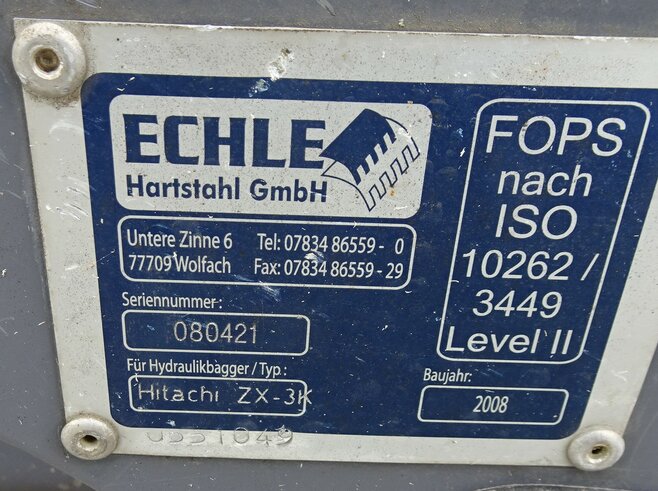 ECHLE
Hartstahl GmbH
Untere Zinne 6 Tel: 07834 86559 - 0
77709 Wolfach Fax: 07834 86559 - 29
Seriennummer:
080421
Für Hydraulikbagger / Typ:
Hitachi ZX-3K
FOPS
nach
ISO
10262 /
3449
Level II
Baujahr:
2008